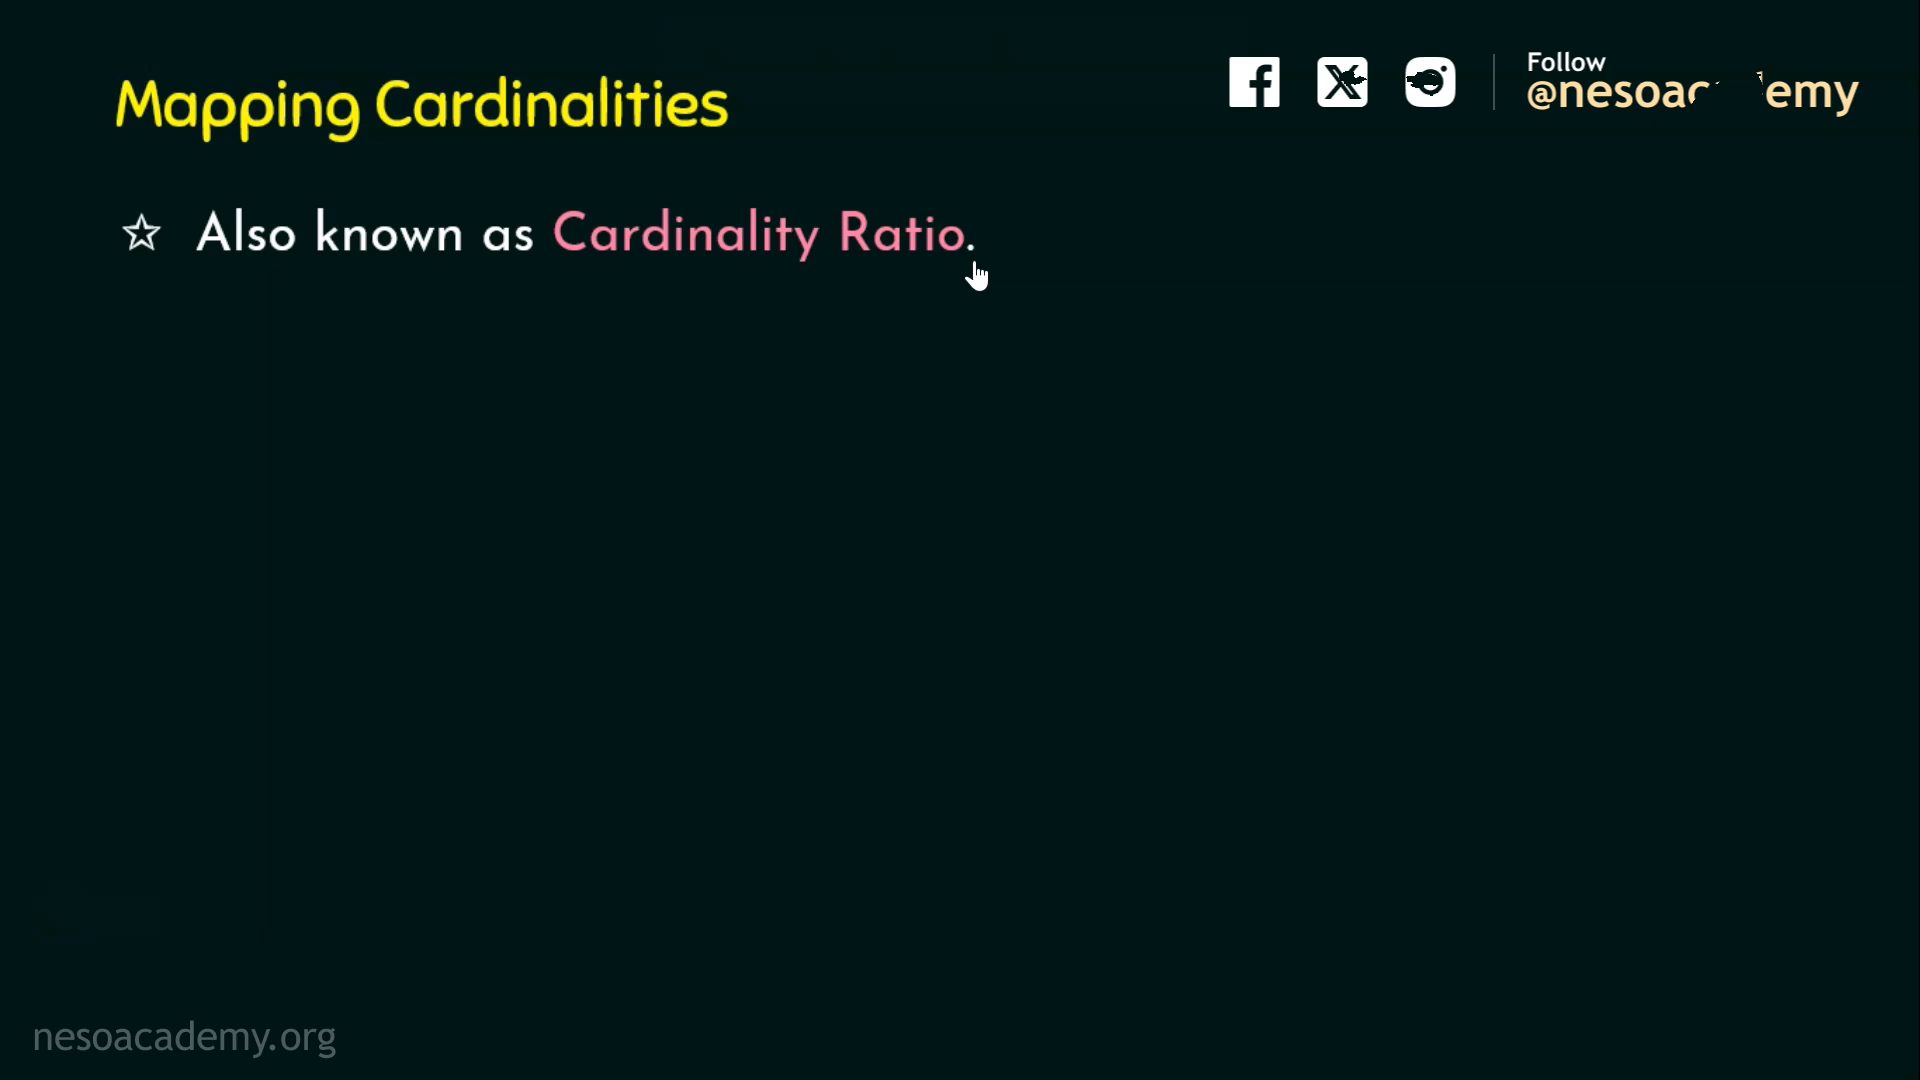 Mapping Cardinalities
Follow
☆ Also known as Cardinality Ratio.
nesoacademy.org